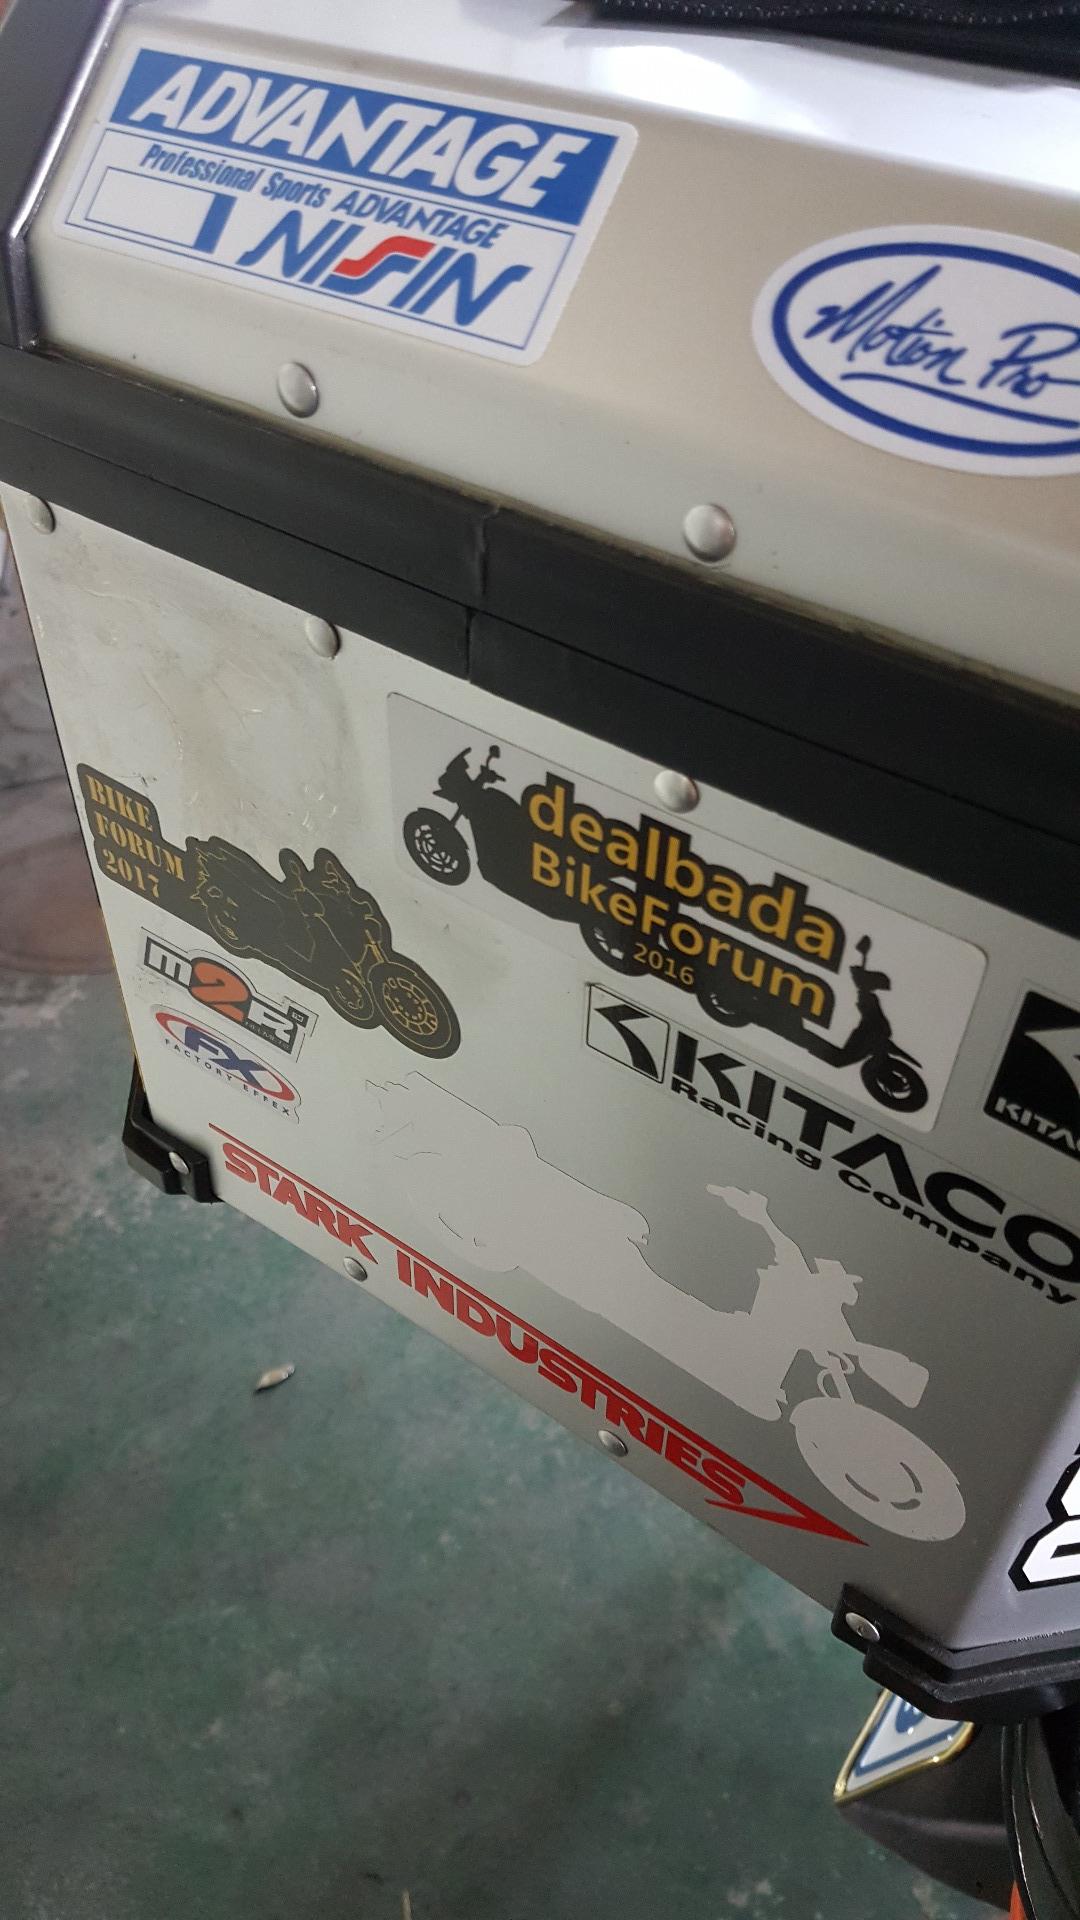 ADVANTAGE
Professional Sports ADVANTAGE
NISIN
Motion Pro
BIKE
FORUM
2017
dealbada
BikeForum
2016
m2R
FX
FACTORY EFFEX
KITACO
Racing Company
STARK INDUSTRIES